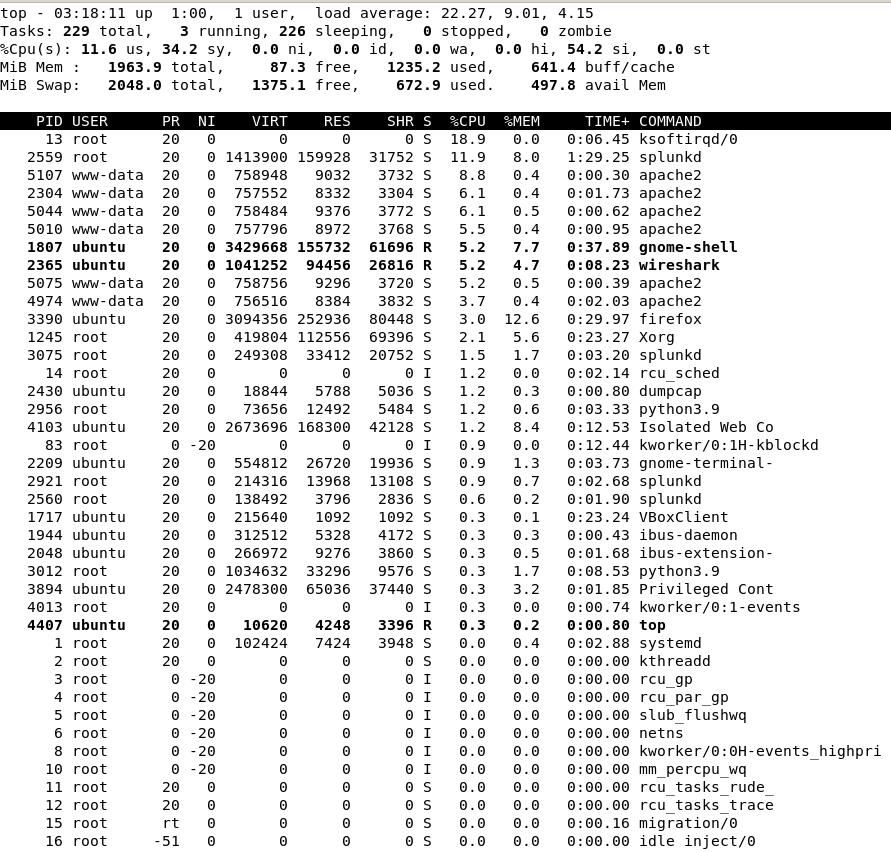 top - 03:18:11 up  1:00,  1 user,  load average: 22.27, 9.01, 4.15
Tasks: 229 total,   3 running, 226 sleeping,   0 stopped,   0 zombie
%Cpu(s): 11.6 us, 34.2 sy,  0.0 ni,  0.0 id,  0.0 wa,  0.0 hi, 54.2 si,  0.0 st
MiB Mem :   1963.9 total,     87.3 free,   1235.2 used,    641.4 buff/cache
MiB Swap:   2048.0 total,   1375.1 free,    672.9 used.    497.8 avail Mem
PID USER      PR  NI    VIRT    RES    SHR S  %CPU  %MEM     TIME+ COMMAND
13 root      20   0       0      0      0 S  18.9   0.0   0:06.45 ksoftirqd/0
2559 root      20   0 1413900 159928  31752 S  11.9   8.0   1:29.25 splunkd
5107 www-data  20   0  758948   9032   3732 S   8.8   0.4   0:00.30 apache2
2304 www-data  20   0  757552   8332   3304 S   6.1   0.4   0:01.73 apache2
5044 www-data  20   0  758484   9376   3772 S   6.1   0.5   0:00.62 apache2
5010 www-data  20   0  757796   8972   3768 S   5.5   0.4   0:00.95 apache2
1807 ubuntu    20   0 3429668 155732  61696 R   5.2   7.7   0:37.89 gnome-shell
2365 ubuntu    20   0 1041252  94456  26816 R   5.2   4.7   0:08.23 wireshark
5075 www-data  20   0  758756   9296   3720 S   5.2   0.5   0:00.39 apache2
4974 www-data  20   0  756516   8384   3832 S   3.7   0.4   0:02.03 apache2
3390 ubuntu    20   0 3094356 252936  80448 S   3.0  12.6   0:29.97 firefox
1245 root      20   0  419804 112556  69396 S   2.1   5.6   0:23.27 Xorg
3075 root      20   0  249308  33412  20752 S   1.5   1.7   0:03.20 splunkd
14 root      20   0       0      0      0 I   1.2   0.0   0:02.14 rcu_sched
2430 ubuntu    20   0   18844   5788   5036 S   1.2   0.3   0:00.80 dumpcap
2956 root      20   0   73656  12492   5484 S   1.2   0.6   0:03.33 python3.9
4103 ubuntu    20   0 2673696 168300  42128 S   1.2   8.4   0:12.53 Isolated Web Co
83 root       0 -20       0      0      0 I   0.9   0.0   0:12.44 kworker/0:1H-kblockd
2209 ubuntu    20   0  554812  26720  19936 S   0.9   1.3   0:03.73 gnome-terminal-
2921 root      20   0  214316  13968  13108 S   0.9   0.7   0:02.68 splunkd
2560 root      20   0  138492   3796   2836 S   0.6   0.2   0:01.90 splunkd
1717 ubuntu    20   0  215640   1092   1092 S   0.3   0.1   0:23.24 VBoxClient
1944 ubuntu    20   0  312512   5328   4172 S   0.3   0.3   0:00.43 ibus-daemon
2048 ubuntu    20   0  266972   9276   3860 S   0.3   0.5   0:01.68 ibus-extension-
3012 root      20   0 1034632  33296   9576 S   0.3   1.7   0:08.53 python3.9
3894 ubuntu    20   0 2478300  65036  37440 S   0.3   3.2   0:01.85 Privileged Cont
4013 root      20   0       0      0      0 I   0.3   0.0   0:00.74 kworker/0:1-events
4407 ubuntu    20   0   10620   4248   3396 R   0.3   0.2   0:00.80 top
1 root      20   0  102424   7424   3948 S   0.0   0.4   0:02.88 systemd
2 root      20   0       0      0      0 S   0.0   0.0   0:00.00 kthreadd
3 root       0 -20       0      0      0 I   0.0   0.0   0:00.00 rcu_gp
4 root       0 -20       0      0      0 I   0.0   0.0   0:00.00 rcu_par_gp
5 root       0 -20       0      0      0 I   0.0   0.0   0:00.00 slub_flushwq
6 root       0 -20       0      0      0 I   0.0   0.0   0:00.00 netns
8 root       0 -20       0      0      0 I   0.0   0.0   0:00.00 kworker/0:0H-events_highpri
10 root       0 -20       0      0      0 I   0.0   0.0   0:00.00 mm_percpu_wq
11 root      20   0       0      0      0 S   0.0   0.0   0:00.00 rcu_tasks_rude_
12 root      20   0       0      0      0 S   0.0   0.0   0:00.00 rcu_tasks_trace
15 root      rt   0       0      0      0 S   0.0   0.0   0:00.16 migration/0
16 root     -51   0       0      0      0 S   0.0   0.0   0:00.00 idle_inject/0